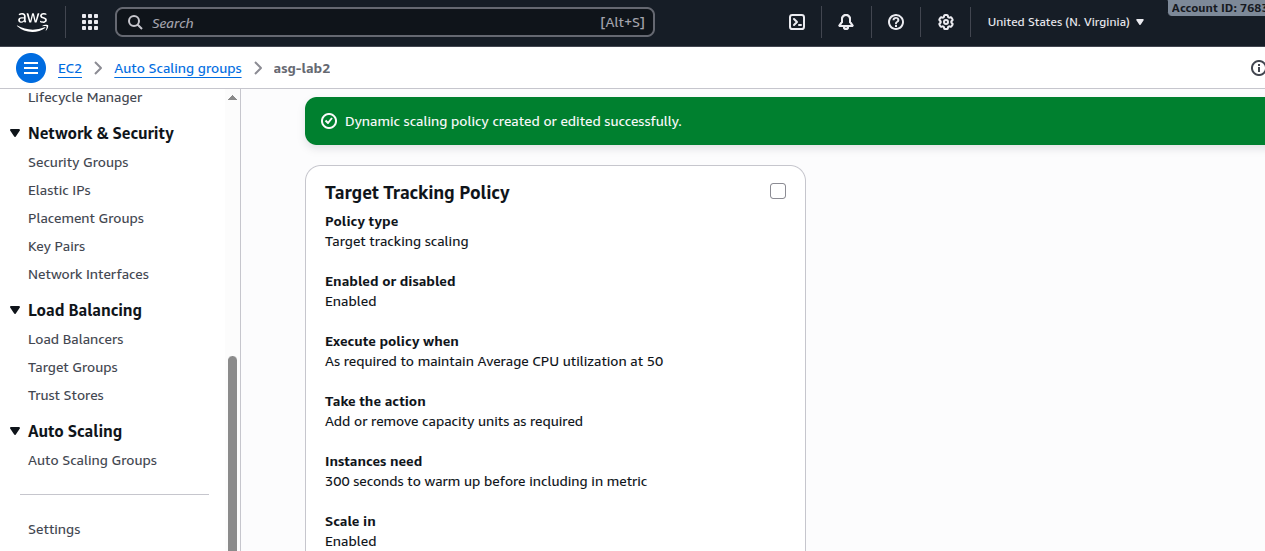 aws
Search
[Alt+S]
United States (N. Virginia)
Account ID: 7683
EC2
Auto Scaling groups
asg-lab2
Lifecycle Manager
Network & Security
Security Groups
Elastic IPs
Placement Groups
Key Pairs
Network Interfaces
Load Balancing
Load Balancers
Target Groups
Trust Stores
Auto Scaling
Auto Scaling Groups
Settings
Dynamic scaling policy created or edited successfully.
Target Tracking Policy
Policy type
Target tracking scaling
Enabled or disabled
Enabled
Execute policy when
As required to maintain Average CPU utilization at 50
Take the action
Add or remove capacity units as required
Instances need
300 seconds to warm up before including in metric
Scale in
Enabled